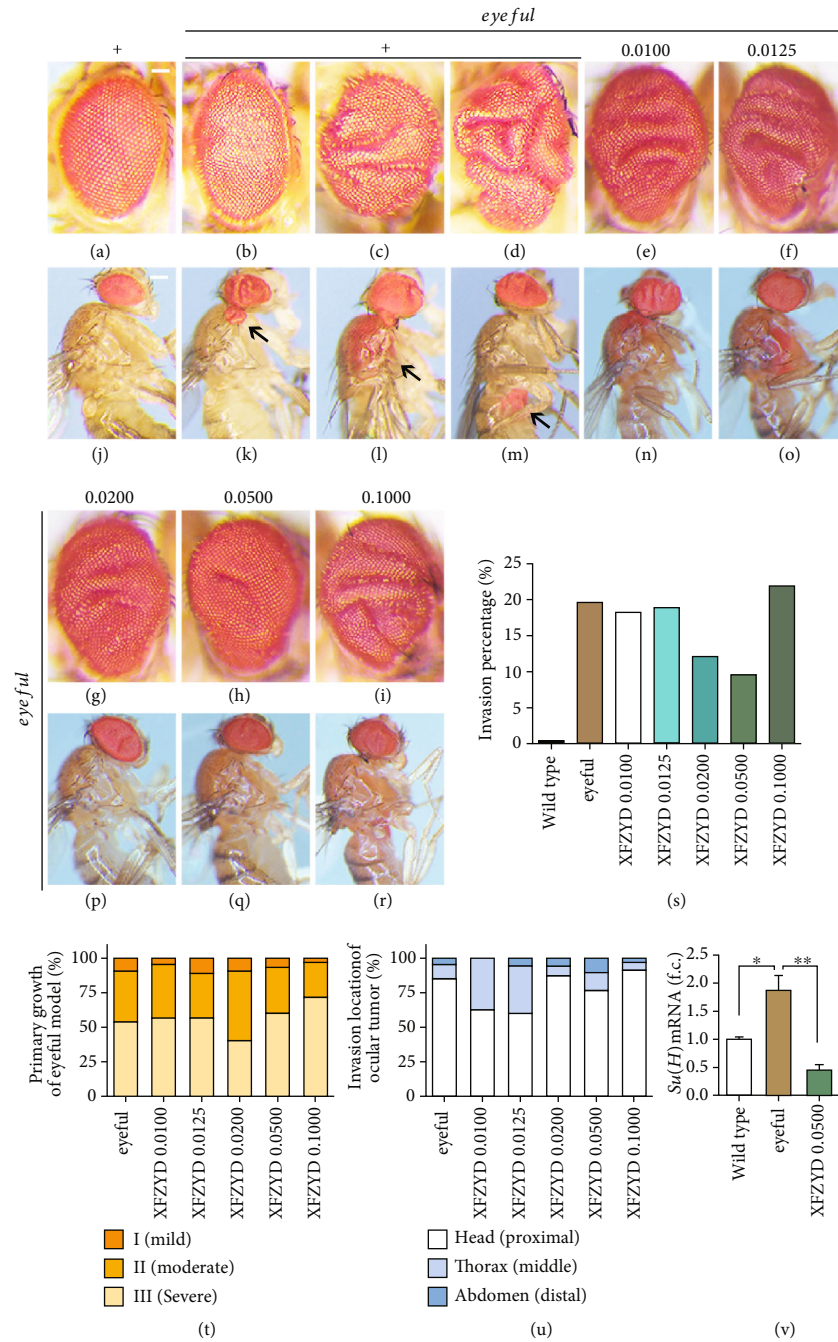 eyeful
+
+
0.0100
0.0125
(a)
(b)
(c)
(d)
(e)
(f)
(j)
(k)
(l)
(m)
(n)
(o)
0.0200
0.0500
0.1000
eyeful
(g)
(h)
(i)
(p)
(q)
(r)
Invasion percentage (%)
25
20
15
10
5
0
Wild type
eyeful
XFZYD 0.0100
XFZYD 0.0125
XFZYD 0.0200
XFZYD 0.0500
XFZYD 0.1000
(s)
Primary growth
of eyeful model (%)
100
75
50
25
0
eyeful
XFZYD 0.0100
XFZYD 0.0125
XFZYD 0.0200
XFZYD 0.0500
XFZYD 0.1000
I (mild)
II (moderate)
III (Severe)
(t)
Invasion locationof
ocular tumor (%)
100
75
50
25
0
eyeful
XFZYD 0.0100
XFZYD 0.0125
XFZYD 0.0200
XFZYD 0.0500
XFZYD 0.1000
Head (proximal)
Thorax (middle)
Abdomen (distal)
(u)
Su(H) mRNA (f.c.)
2.5
2.0
1.5
1.0
0.5
0.0
*
**
Wild type
eyeful
XFZYD 0.0500
(v)